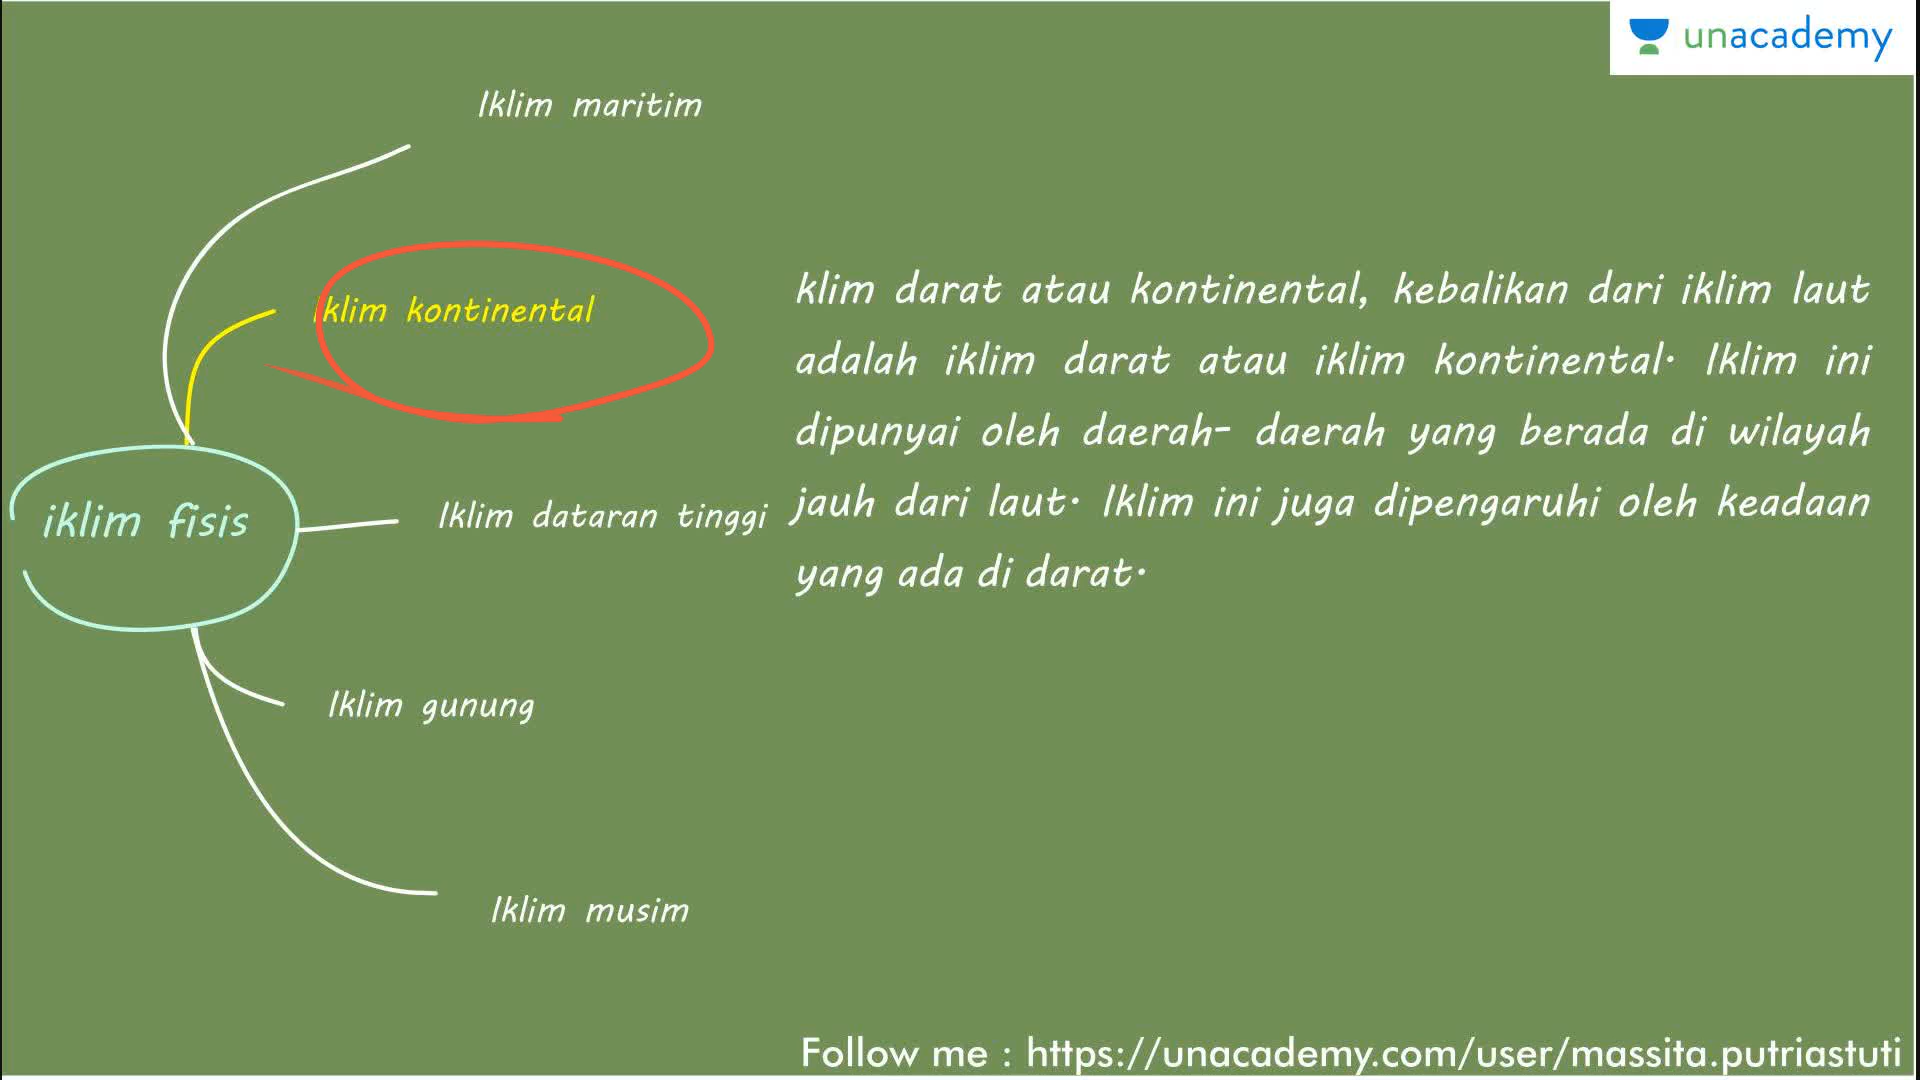 unacademy
Iklim maritim
Iklim kontinental
iklim fisis
Iklim dataran tinggi
Iklim gunung
Iklim musim
klim darat atau kontinental, kebalikan dari iklim laut
adalah iklim darat atau iklim kontinental. Iklim ini
dipunyai oleh daerah- daerah yang berada di wilayah
jauh dari laut. Iklim ini juga dipengaruhi oleh keadaan
yang ada di darat.
Follow me : https://unacademy.com/user/massita.putriastuti